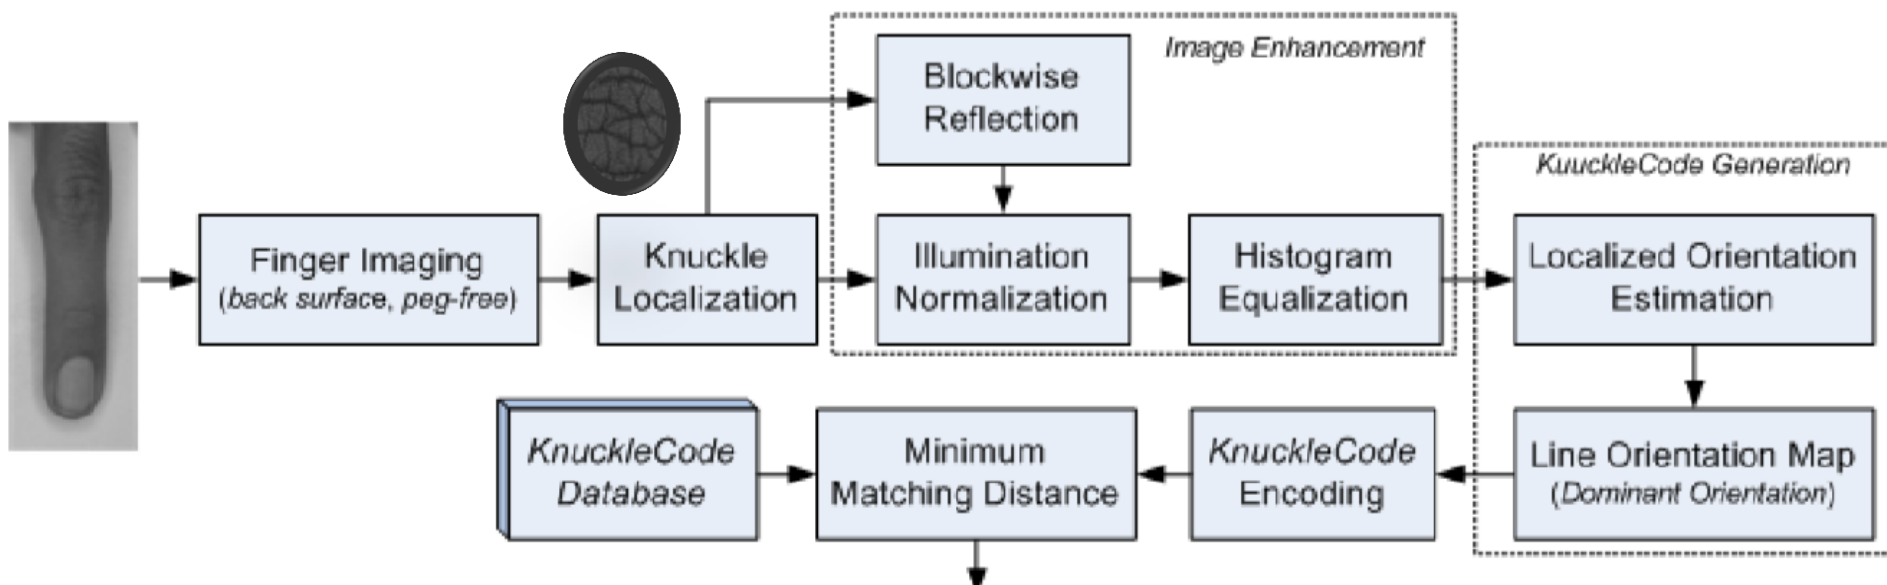 Image Enhancement
Blockwise
Reflection
KuuckleCode Generation
Finger Imaging
(back surface, peg-free)
Knuckle
Localization
Illumination
Normalization
Histogram
Equalization
Localized Orientation
Estimation
KnuckleCode
Database
Minimum
Matching Distance
KnuckleCode
Encoding
Line Orientation Map
(Dominant Orientation)